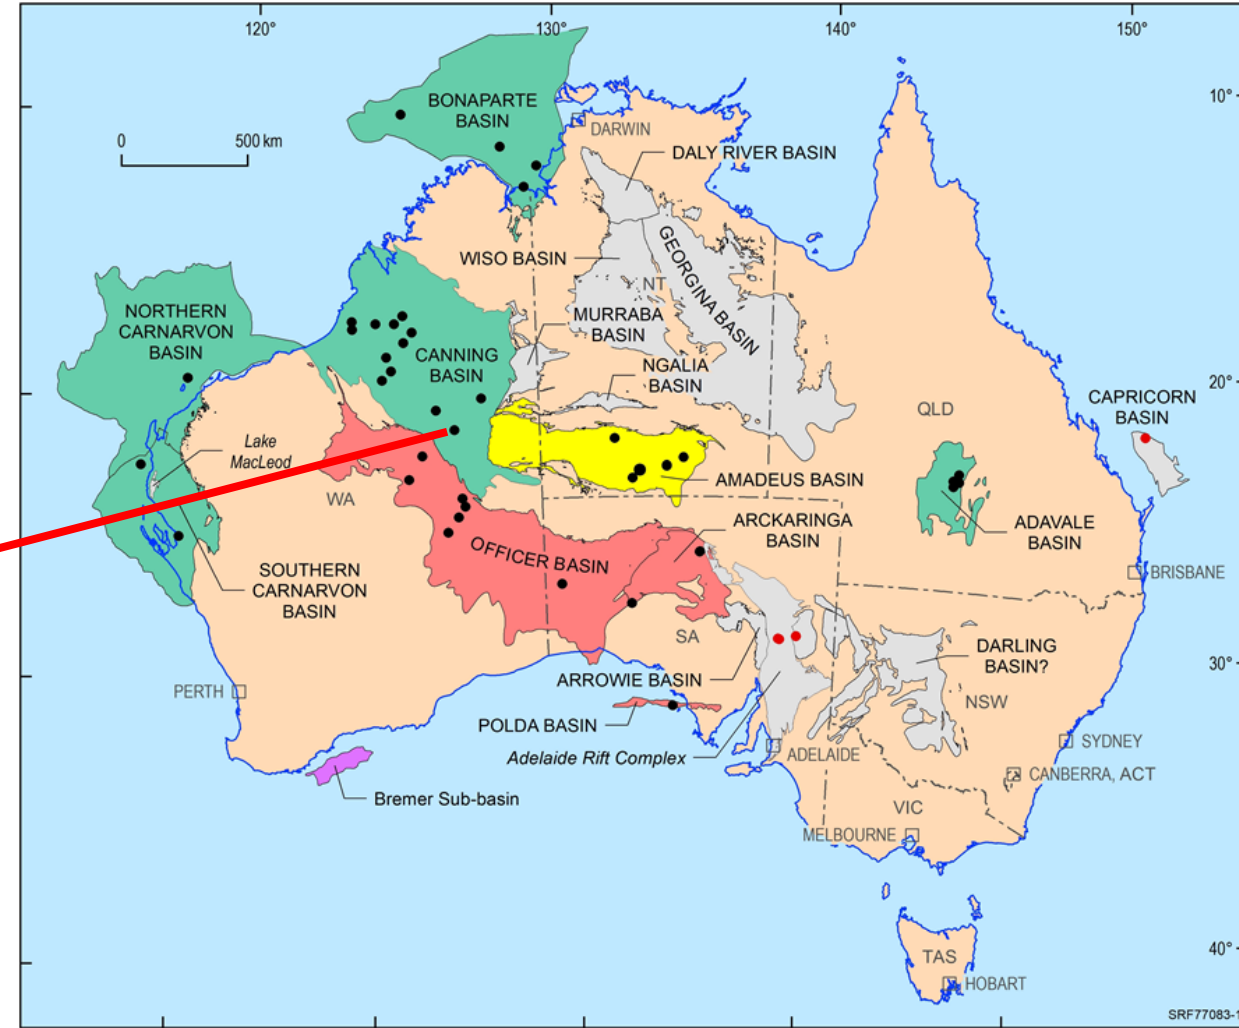 120°
130°
140°
150°
10°
20°
30°
40°
0
500 km
BONAPARTE
BASIN
DARWIN
DALY RIVER BASIN
WISO BASIN
GEORGINA BASIN
NT
NORTHERN
CARNARVON
BASIN
MURRABA
BASIN
CANNING
BASIN
NGALIA
BASIN
QLD
CAPRICORN
BASIN
Lake
MacLeod
WA
AMADEUS BASIN
ARCKARINGA
BASIN
ADAVALE
BASIN
OFFICER BASIN
SOUTHERN
CARNARVON
BASIN
BRISBANE
SA
DARLING
BASIN?
ARROWIE BASIN
NSW
PERTH
POLDA BASIN
Adelaide Rift Complex
ADELAIDE
SYDNEY
CANBERRA, ACT
Bremer Sub-basin
VIC
MELBOURNE
TAS
HOBART
SRF77083-1